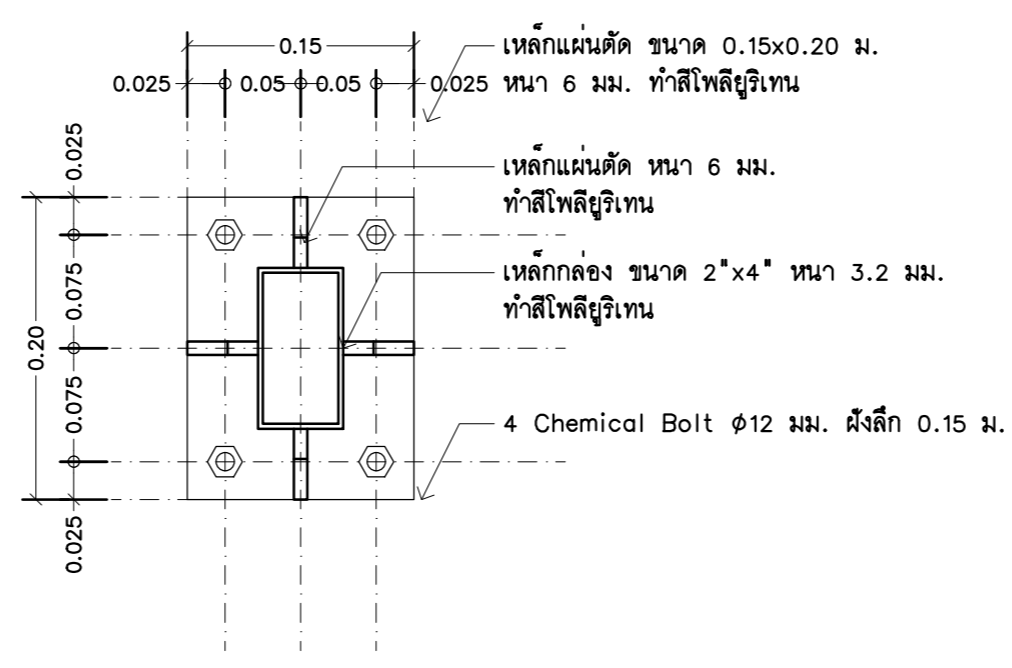 0.15
เหล็กแผ่นตัด ขนาด 0.15x0.20 ม.
0.025 0.05 0.05 0.025
หนา 6 มม. ทำสีโพลียูริเทน
0.025
เหล็กแผ่นตัด หนา 6 มม.
ทำสีโพลียูริเทน
0.075
เหล็กกล่อง ขนาด 2"x4" หนา 3.2 มม.
ทำสีโพลียูริเทน
0.20
0.075
4 Chemical Bolt ϕ12 มม. ฝังลึก 0.15 ม.
0.025